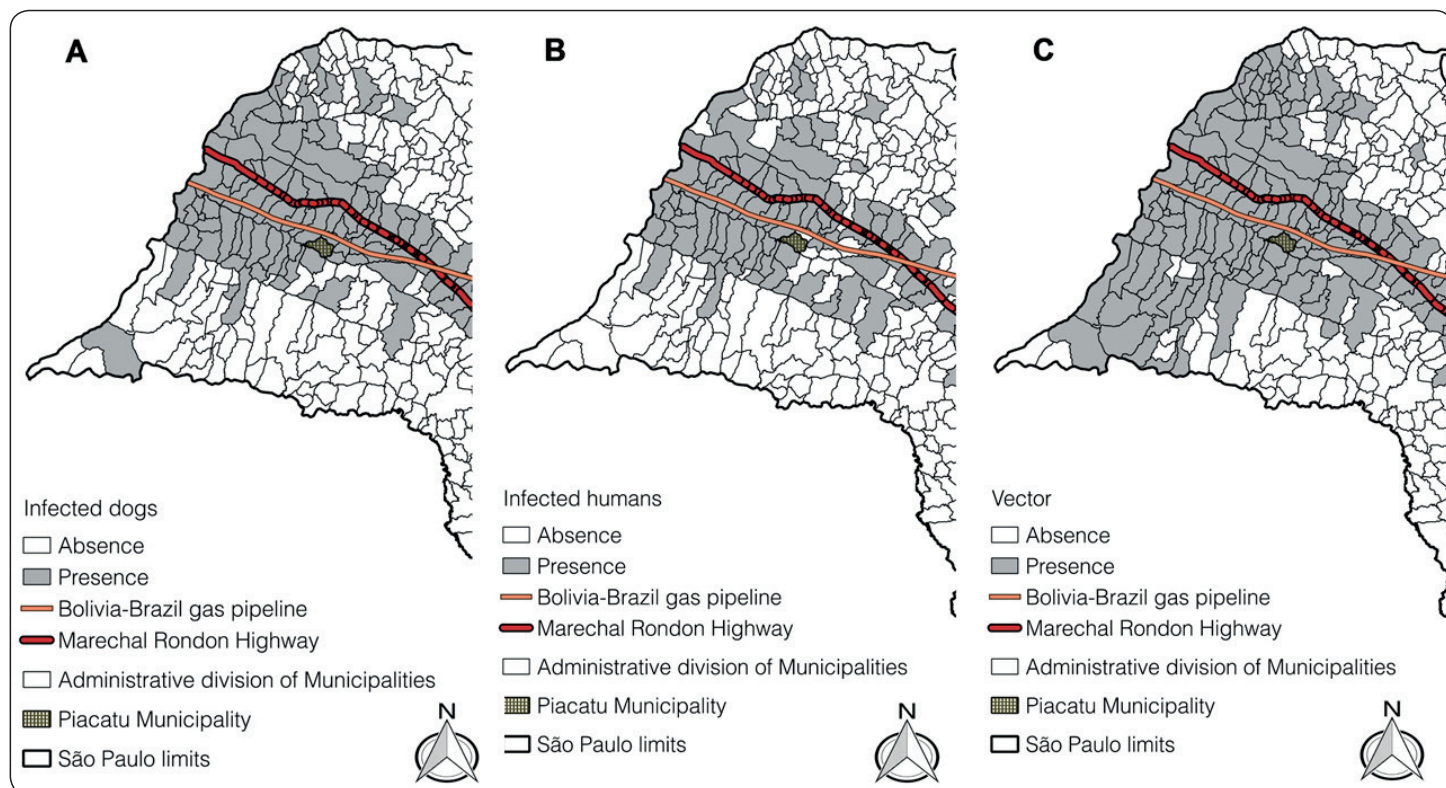 A
Infected dogs
Absence
Presence
Bolivia-Brazil gas pipeline
Marechal Rondon Highway
Administrative division of Municipalities
Piacatu Municipality
São Paulo limits
N
B
Infected humans
Absence
Presence
Bolivia-Brazil gas pipeline
Marechal Rondon Highway
Administrative division of Municipalities
Piacatu Municipality
São Paulo limits
N
C
Vector
Absence
Presence
Bolivia-Brazil gas pipeline
Marechal Rondon Highway
Administrative division of Municipalities
Piacatu Municipality
São Paulo limits
N